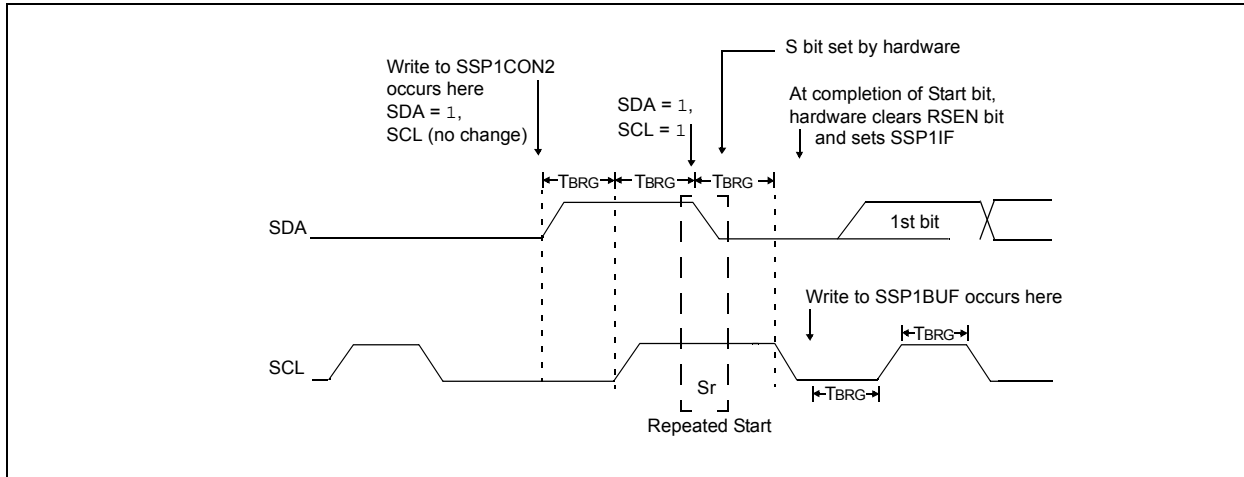 S bit set by hardware
Write to SSP1CON2
occurs here
SDA = 1,
SCL (no change)
SDA = 1,
SCL = 1
At completion of Start bit,
hardware clears RSEN bit
and sets SSP1IF
TBRG
TBRG
TBRG
SDA
1st bit
Write to SSP1BUF occurs here
TBRG
SCL
Sr
TBRG
Repeated Start